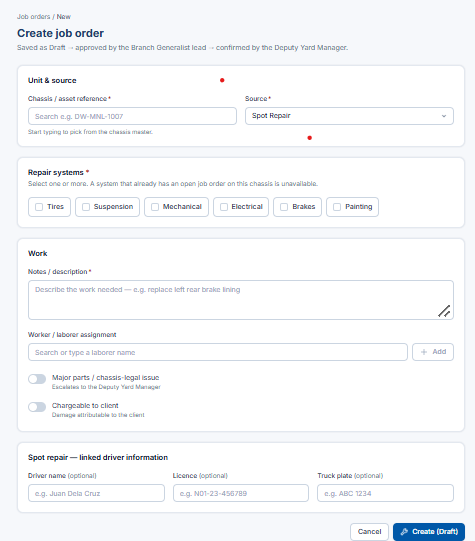 Job orders / New
Create job order
Saved as Draft → approved by the Branch Generalist lead → confirmed by the Deputy Yard Manager.
Unit & source
Chassis / asset reference *
Source *
Search e.g. DW-MNL-1007
Spot Repair
Start typing to pick from the chassis master.
Repair systems *
Select one or more. A system that already has an open job order on this chassis is unavailable.
Tires Suspension Mechanical Electrical Brakes Painting
Work
Notes / description *
Describe the work needed — e.g. replace left rear brake lining
Worker / laborer assignment
Search or type a laborer name
Add
Major parts / chassis-legal issue
Escalates to the Deputy Yard Manager
Chargeable to client
Damage attributable to the client
Spot repair — linked driver information
Driver name (optional) Licence (optional) Truck plate (optional)
e.g. Juan Dela Cruz e.g. N01-23-456789 e.g. ABC 1234
Cancel Create (Draft)